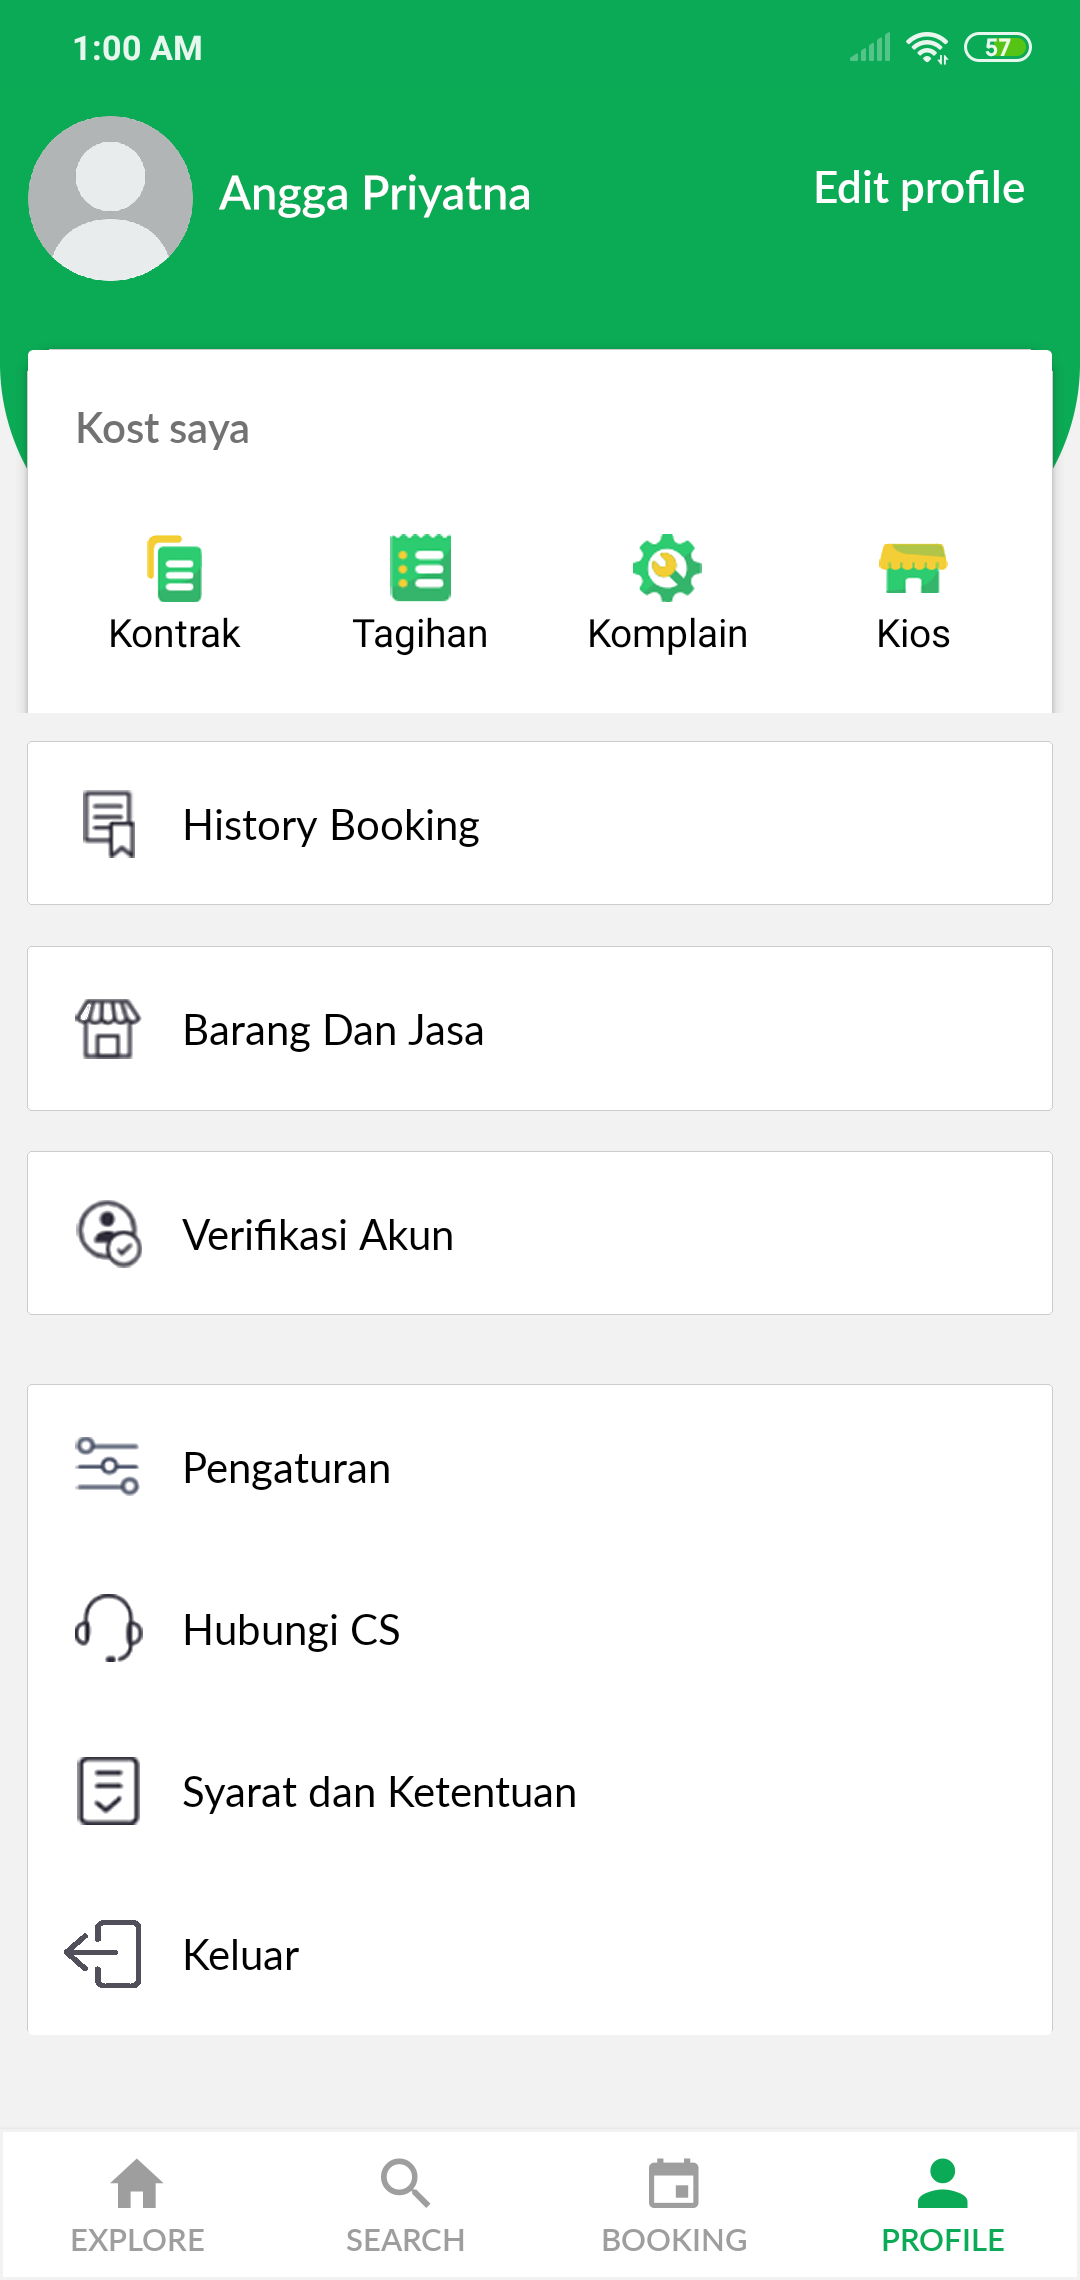 1:00 AM
57
Angga Priyatna
Edit profile
Kost saya
Kontrak
Tagihan
Komplain
Kios
History Booking
Barang Dan Jasa
Verifikasi Akun
Pengaturan
Hubungi CS
Syarat dan Ketentuan
Keluar
EXPLORE
SEARCH
BOOKING
PROFILE